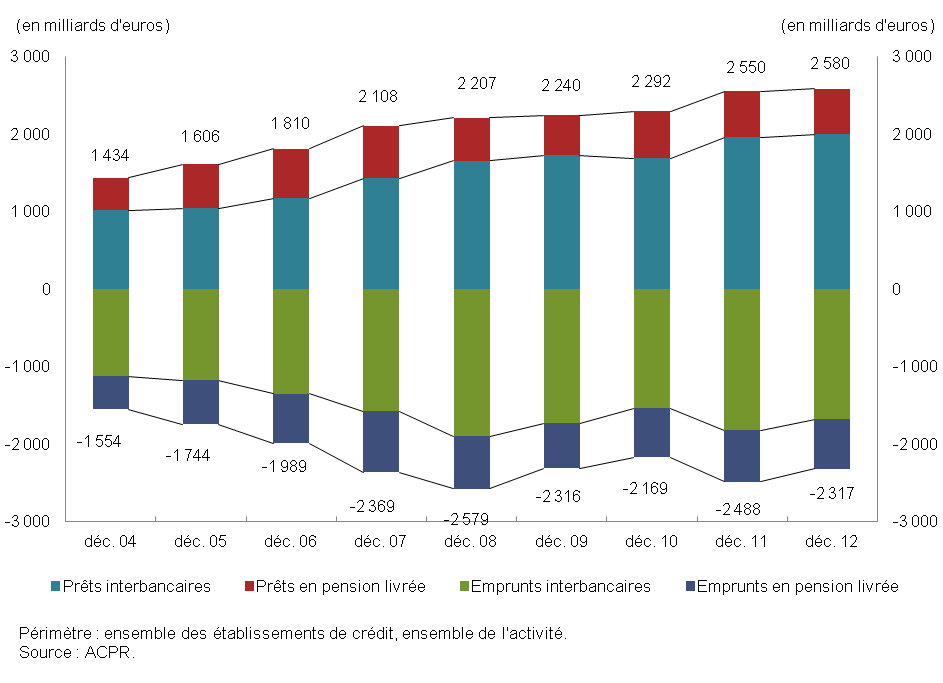 (en milliards d'euros) (en milliards d'euros)
3 000 3 000
2 580
2 550
2 292
2 240
2 207
2 108
1 810
1 606
1 434
2 000 2 000
1 000 1 000
0 0
-1 000 -1 000
-2 000 -2 000
-1 554
-1 744
-1 989
-2 369
-2 579
-2 316
-2 169
-2 488
-2 317
-3 000 -3 000
déc. 04 déc. 05 déc. 06 déc. 07 déc. 08 déc. 09 déc. 10 déc. 11 déc. 12
Prêts interbancaires Prêts en pension livrée Emprunts interbancaires Emprunts en pension livrée
Périmètre : ensemble des établissements de crédit, ensemble de l'activité.
Source : ACPR.